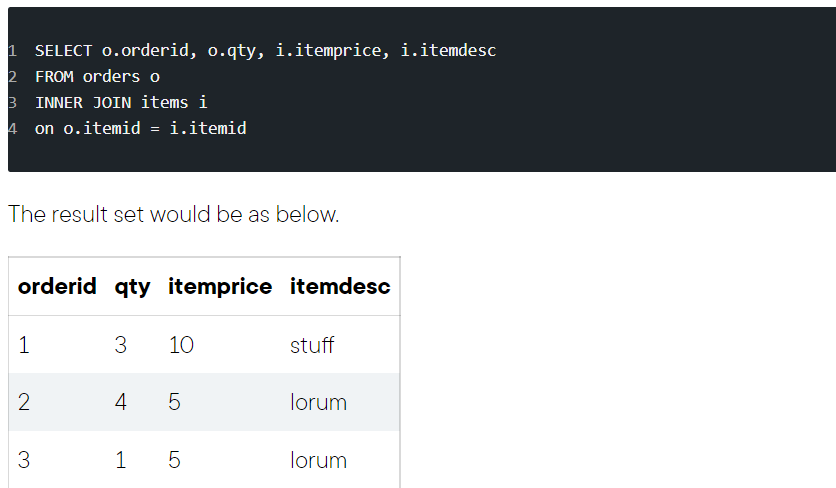 1 SELECT o.orderid, o.qty, i.itemprice, i.itemdesc
2 FROM orders o
3 INNER JOIN items i
4 on o.itemid = i.itemid
The result set would be as below.
orderid qty itemprice itemdesc
1 3 10 stuff
2 4 5 lorum
3 1 5 lorum